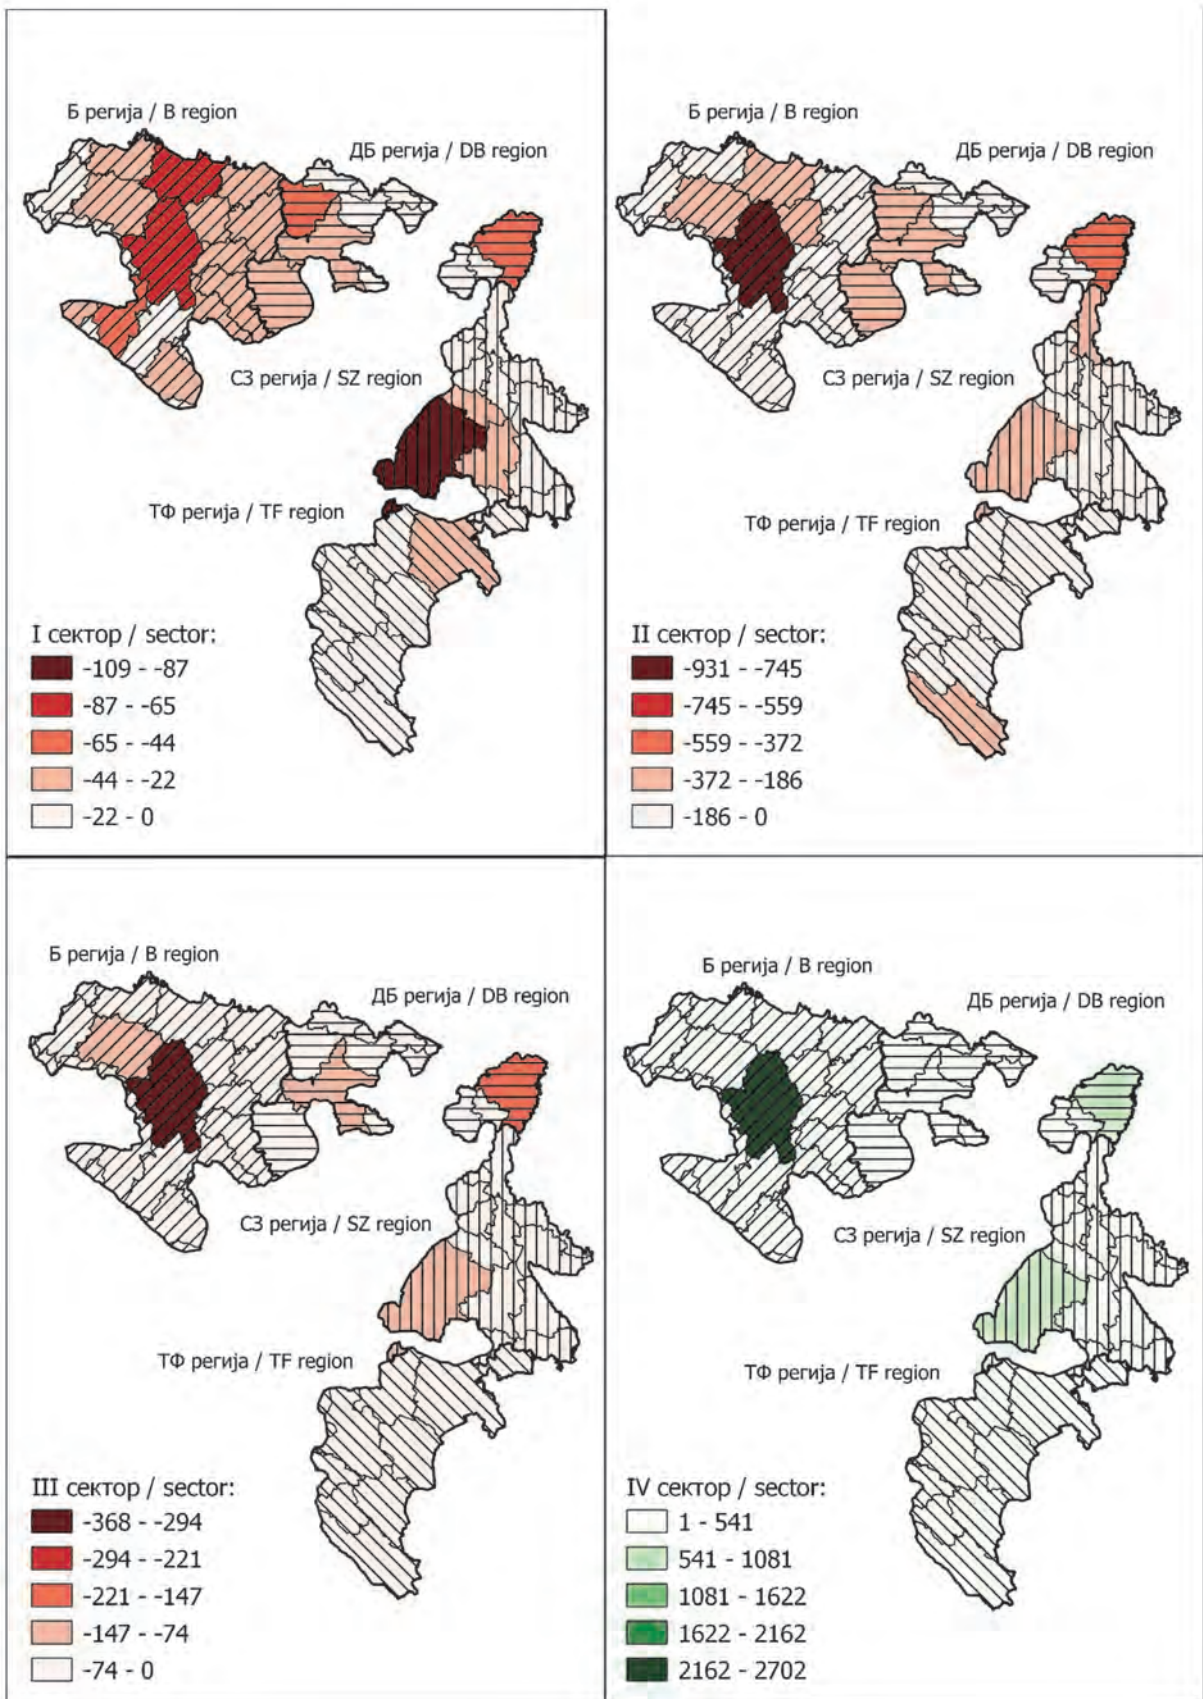 Б регија / B region
ДБ регија / DB region
СЗ регија / SZ region
ТФ регија / TF region
I сектор / sector:
-109 - -87
-87 - -65
-65 - -44
-44 - -22
-22 - 0
Б регија / B region
ДБ регија / DB region
СЗ регија / SZ region
ТФ регија / TF region
II сектор / sector:
-931 - -745
-745 - -559
-559 - -372
-372 - -186
-186 - 0
Б регија / B region
ДБ регија / DB region
СЗ регија / SZ region
ТФ регија / TF region
III сектор / sector:
-368 - -294
-294 - -221
-221 - -147
-147 - -74
-74 - 0
Б регија / B region
ДБ регија / DB region
СЗ регија / SZ region
ТФ регија / TF region
IV сектор / sector:
1 - 541
541 - 1081
1081 - 1622
1622 - 2162
2162 - 2702